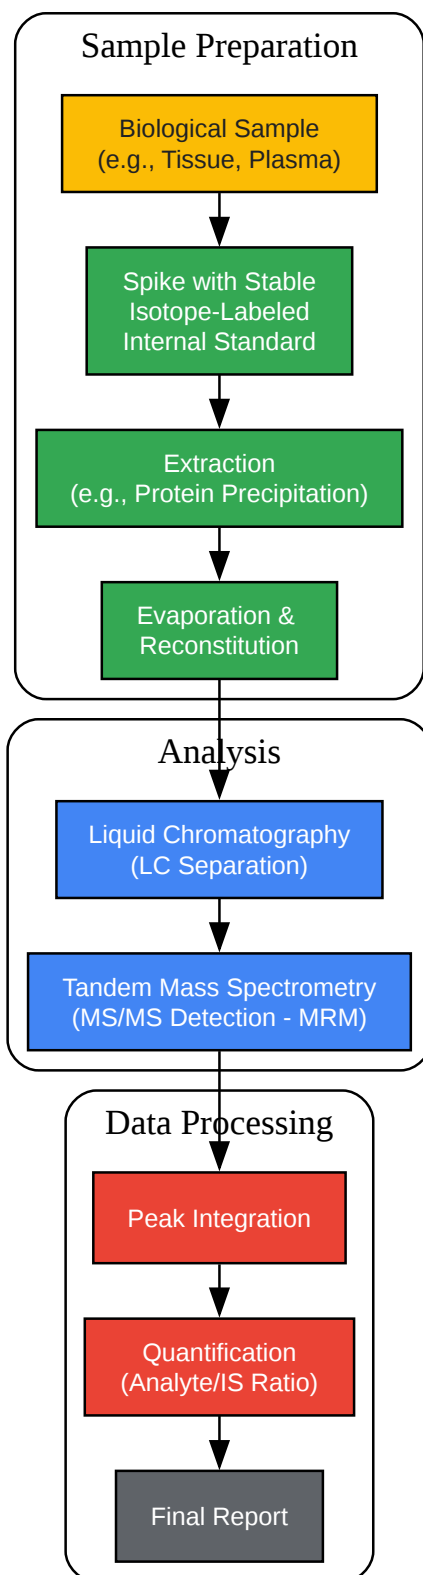 Sample Preparation
Biological Sample
(e.g., Tissue, Plasma)
Spike with Stable
Isotope-Labeled
Internal Standard
Extraction
(e.g., Protein Precipitation)
Evaporation &
Reconstitution
Analysis
Liquid Chromatography
(LC Separation)
Tandem Mass Spectrometry
(MS/MS Detection - MRM)
Data Processing
Peak Integration
Quantification
(Analyte/IS Ratio)
Final Report